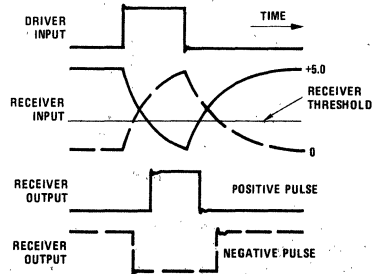 DRIVER
INPUT
TIME
+5.0
RECEIVER
INPUT
RECEIVER
THRESHOLD
0
RECEIVER
OUTPUT
POSITIVE PULSE
RECEIVER
OUTPUT
NEGATIVE PULSE